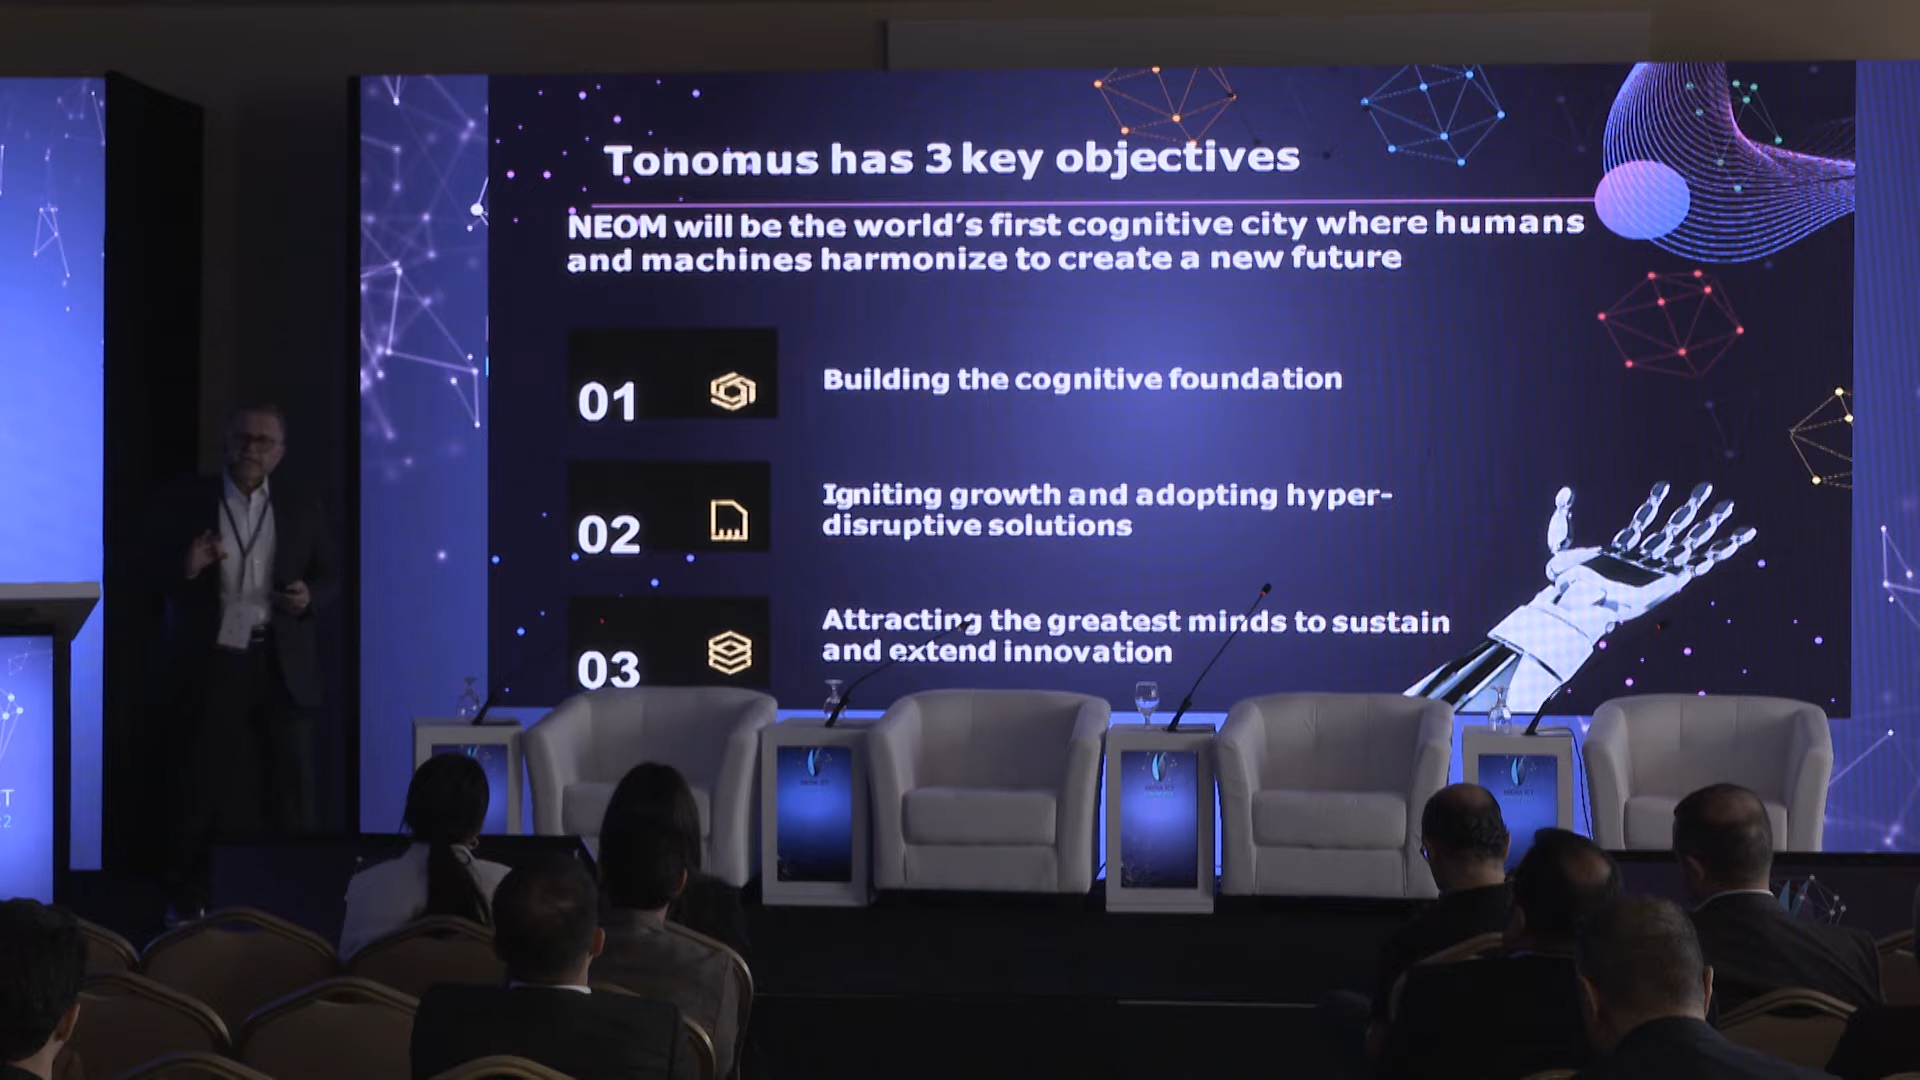 Tonomus has 3 key objectives
NEOM will be the world's first cognitive city where humans
and machines harmonize to create a new future
01
Building the cognitive foundation
02
Igniting growth and adopting hyper-
disruptive solutions
03
Attracting the greatest minds to sustain
and extend innovation